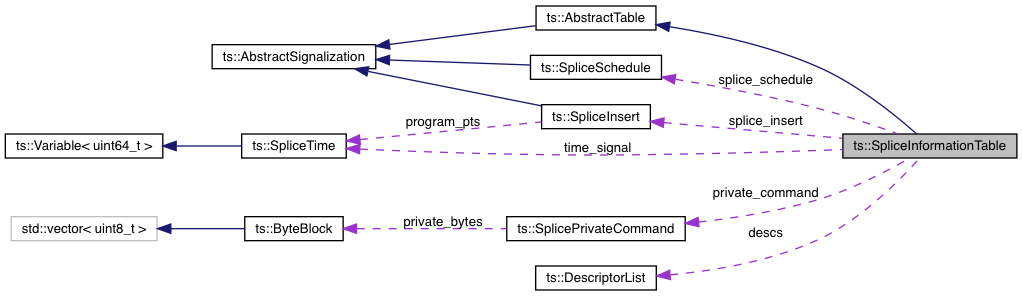 ts::AbstractTable
ts::AbstractSignalization
ts::SpliceSchedule
splice_schedule
ts::SpliceInsert
program_pts
splice_insert
ts::Variable< uint64_t >
ts::SpliceTime
time_signal
ts::SpliceInformationTable
private_command
std::vector< uint8_t >
ts::ByteBlock
private_bytes
ts::SplicePrivateCommand
descs
ts::DescriptorList